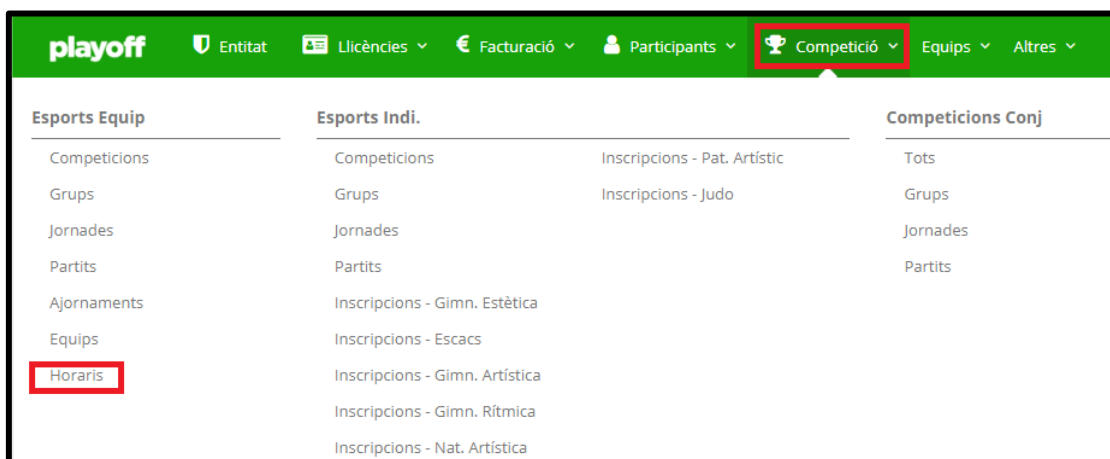 playoff Entitat Llicències € Facturació Participants Competició Equips Altres
Esports Equip
Competicions
Grups
Jornades
Partits
Ajornaments
Equips
Horaris
Esports Indi.
Competicions
Grups
Jornades
Partits
Inscripcions - Gimn. Estètica
Inscripcions - Escacs
Inscripcions - Gimn. Artística
Inscripcions - Gimn. Rítmica
Inscripcions - Nat. Artística
Inscripcions - Pat. Artístic
Inscripcions - Judo
Competicions Conj
Tots
Grups
Jornades
Partits